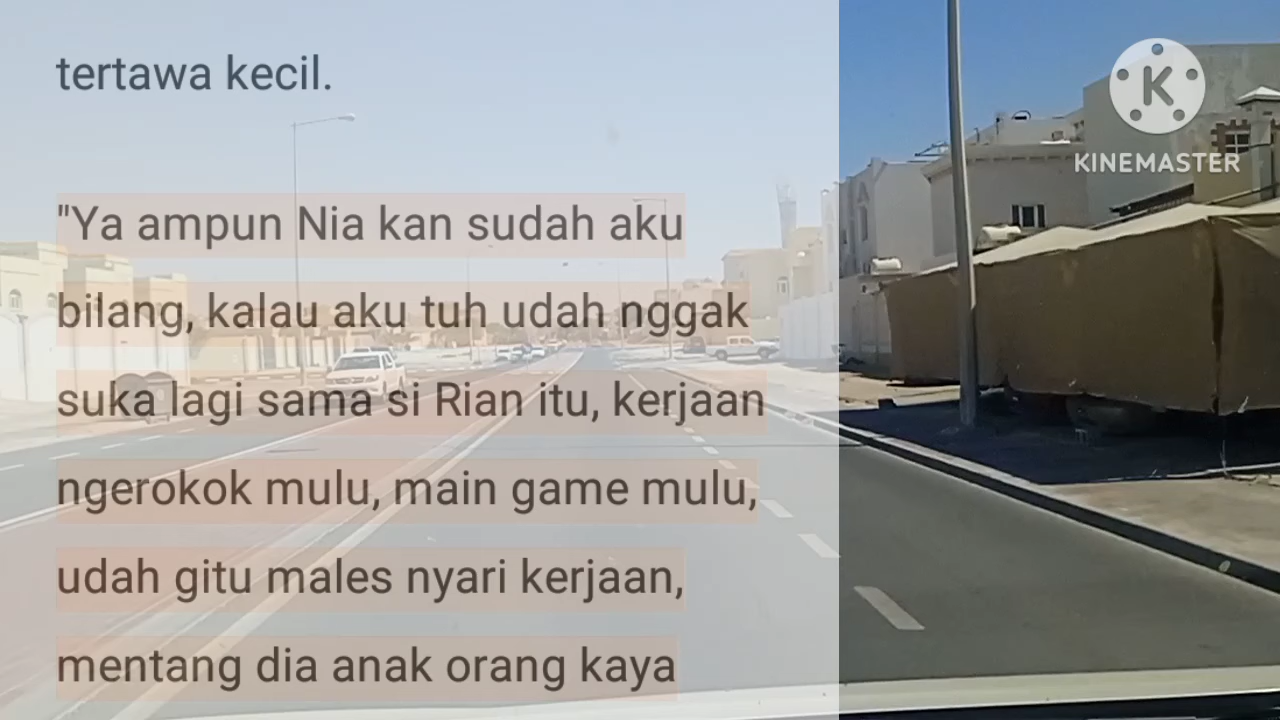 tertawa kecil.
"Ya ampun Nia kan sudah aku
bilang, kalau aku tuh udah nggak
suka lagi sama si Rian itu, kerjaan
ngerokok mulu, main game mulu,
udah gitu males nyari kerjaan,
mentang dia anak orang kaya
K
KINEMASTER